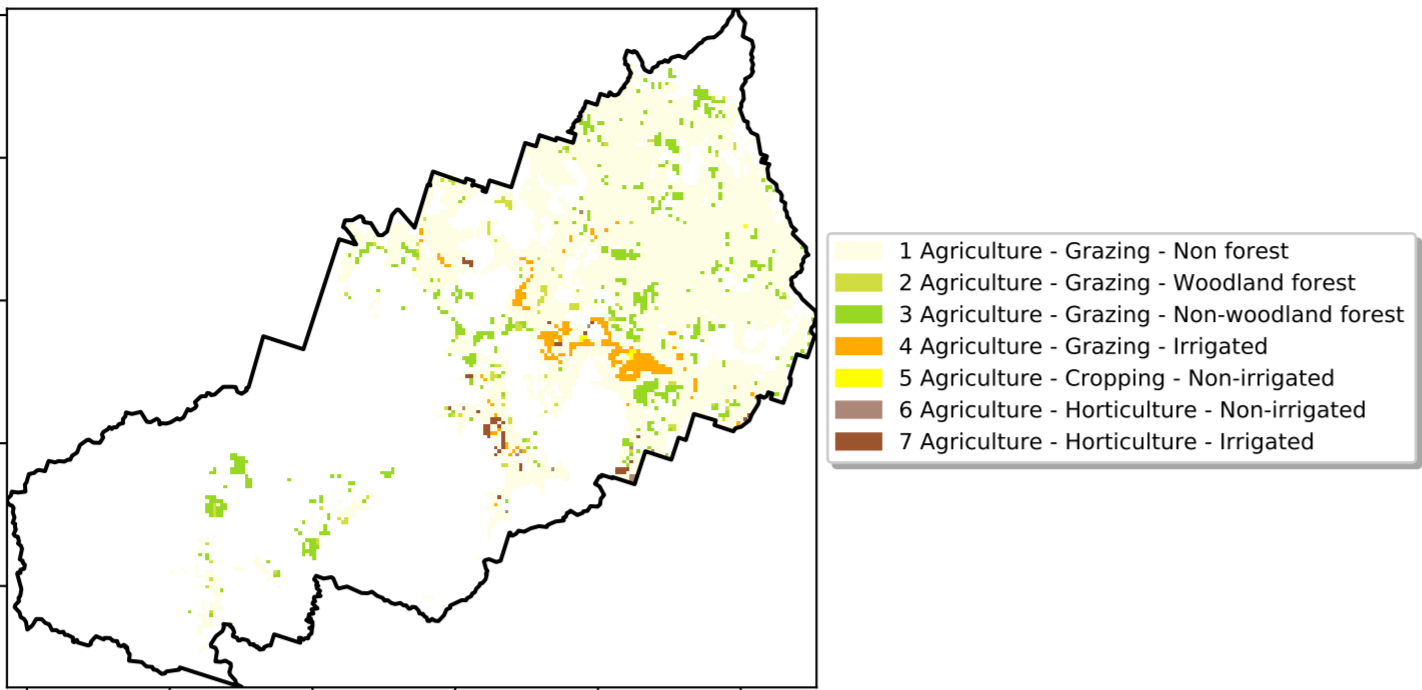 1 Agriculture - Grazing - Non forest
2 Agriculture - Grazing - Woodland forest
3 Agriculture - Grazing - Non-woodland forest
4 Agriculture - Grazing - Irrigated
5 Agriculture - Cropping - Non-irrigated
6 Agriculture - Horticulture - Non-irrigated
7 Agriculture - Horticulture - Irrigated